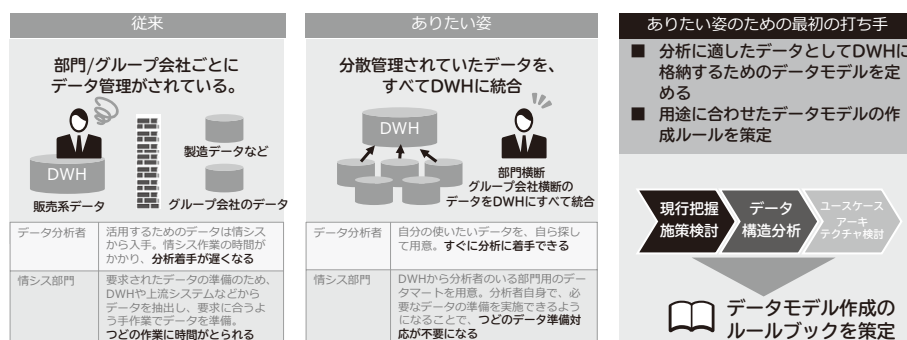 従来
部門/グループ会社ごとに
データ管理がされている。
DWH
販売系データ
製造データなど
グループ会社のデータ
データ分析者
活用するためのデータは情シス
から入手。情シス作業の時間が
かかり、分析着手が遅くなる
情シス部門
要求されたデータの準備のため、
DWHや上流システムなどから
データを抽出し、要求に合うよ
う手作業でデータを準備。
つどの作業に時間がとられる
ありたい姿
分散管理されていたデータを、
すべてDWHに統合
DWH
部門横断
グループ会社横断の
データをDWHにすべて統合
データ分析者
自分の使いたいデータを、自ら探し
て用意。すぐに分析に着手できる
情シス部門
DWHから分析者のいる部門用のデー
タマートを用意。分析者自身で、必
要なデータの準備を実施できるよう
になることで、つどのデータ準備対
応が不要になる
ありたい姿のための最初の打ち手
■ 分析に適したデータとしてDWHに
格納するためのデータモデルを定
める
■ 用途に合わせたデータモデルの作
成ルールを策定
現行把握
施策検討
データ
構造分析
ユースケース
アーキ
テクチャ検討
データモデル作成の
ルールブックを策定